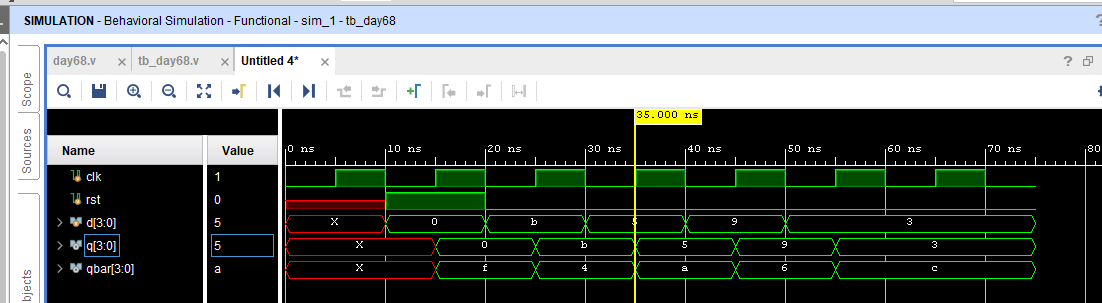 SIMULATION - Behavioral Simulation - Functional - sim_1 - tb_day68
?
day68.v × tb_day68.v × Untitled 4* × ?
Scope
Sources
35.000 ns
Name Value
0 ns 10 ns 20 ns 30 ns 40 ns 50 ns 60 ns 70 ns 80
clk 1
rst 0
d[3:0] 5 X 0 b 5 9 3
q[3:0] 5 X 0 b 5 9 3
qbar[3:0] a X f 4 a 6 c
bjects